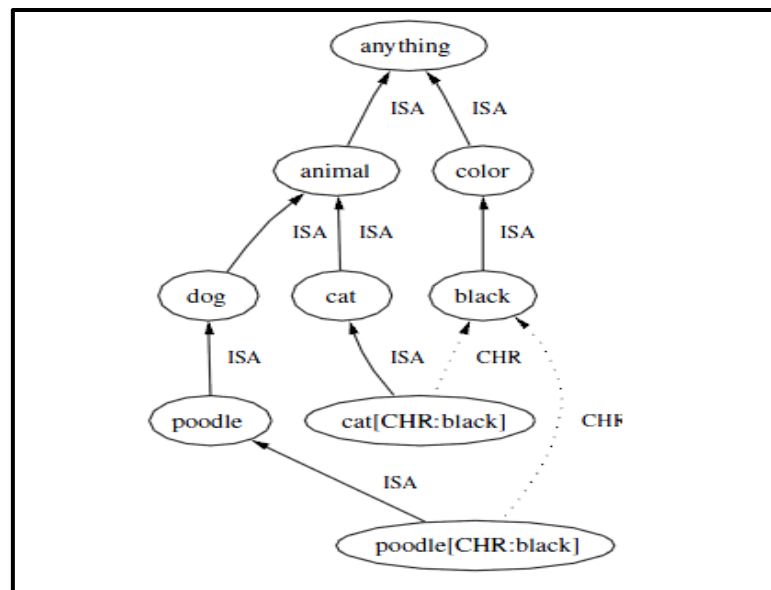 anything
ISA ISA
animal color
ISA ISA ISA
dog cat black
ISA ISA CHR
poodle cat[CHR:black] CHR
ISA
poodle[CHR:black]